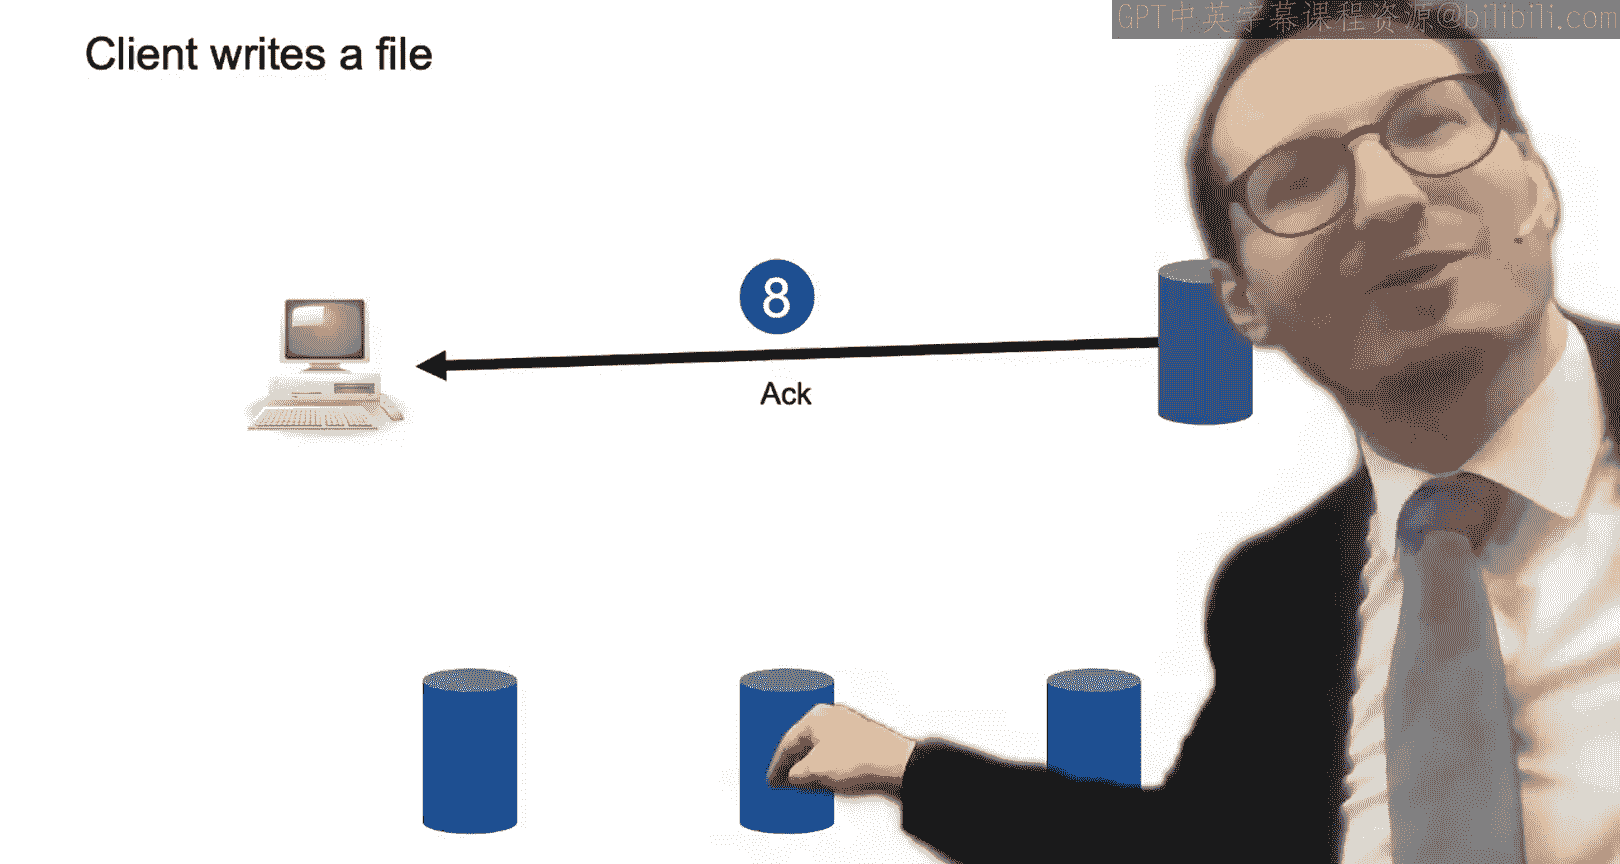 GPT中英字幕课程资源@bilibili.com
Client writes a file
8
Ack